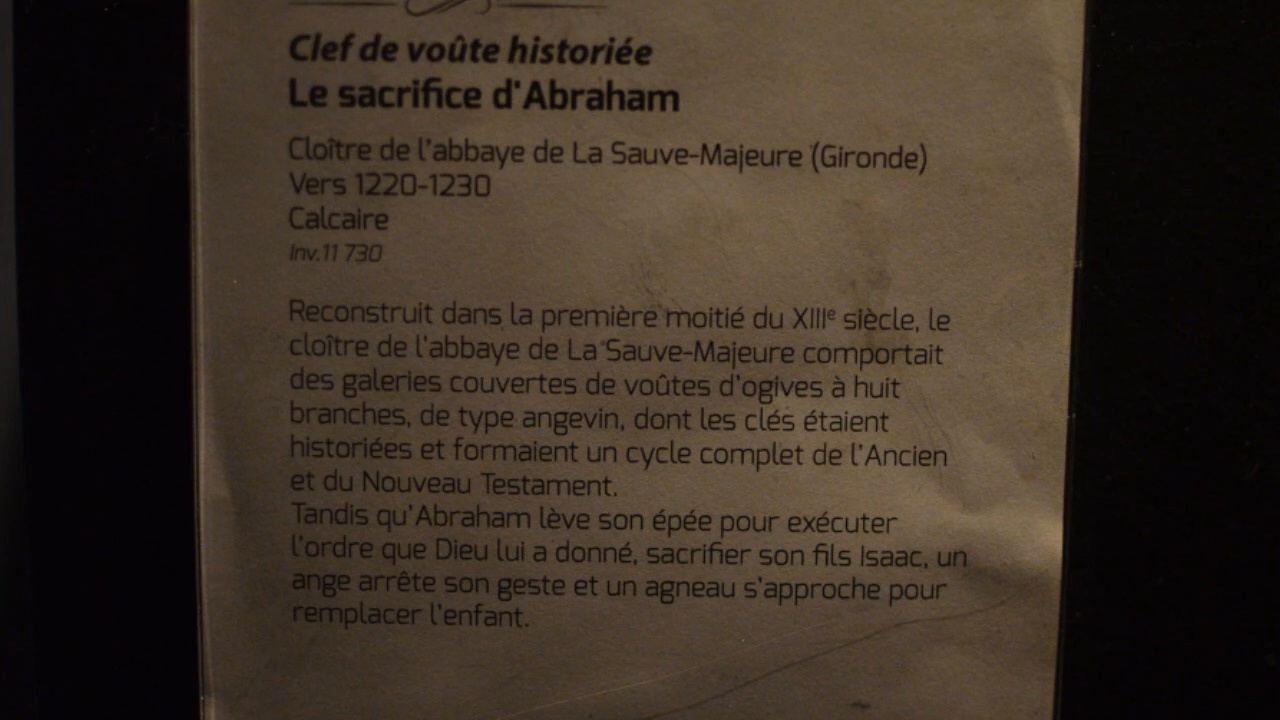 Clef de voûte historiée
Le sacrifice d'Abraham
Cloître de l'abbaye de La Sauve-Majeure (Gironde)
Vers 1220-1230
Calcaire
Inv.11 730
Reconstruit dans la première moitié du XIIIe siècle, le
cloître de l'abbaye de La Sauve-Majeure comportait
des galeries couvertes de voûtes d'ogives à huit
branches, de type angevin, dont les clés étaient
historiées et formaient un cycle complet de l'Ancien
et du Nouveau Testament.
Tandis qu'Abraham lève son épée pour exécuter
l'ordre que Dieu lui a donné, sacrifier son fils Isaac, un
ange arrête son geste et un agneau s'approche pour
remplacer l'enfant.